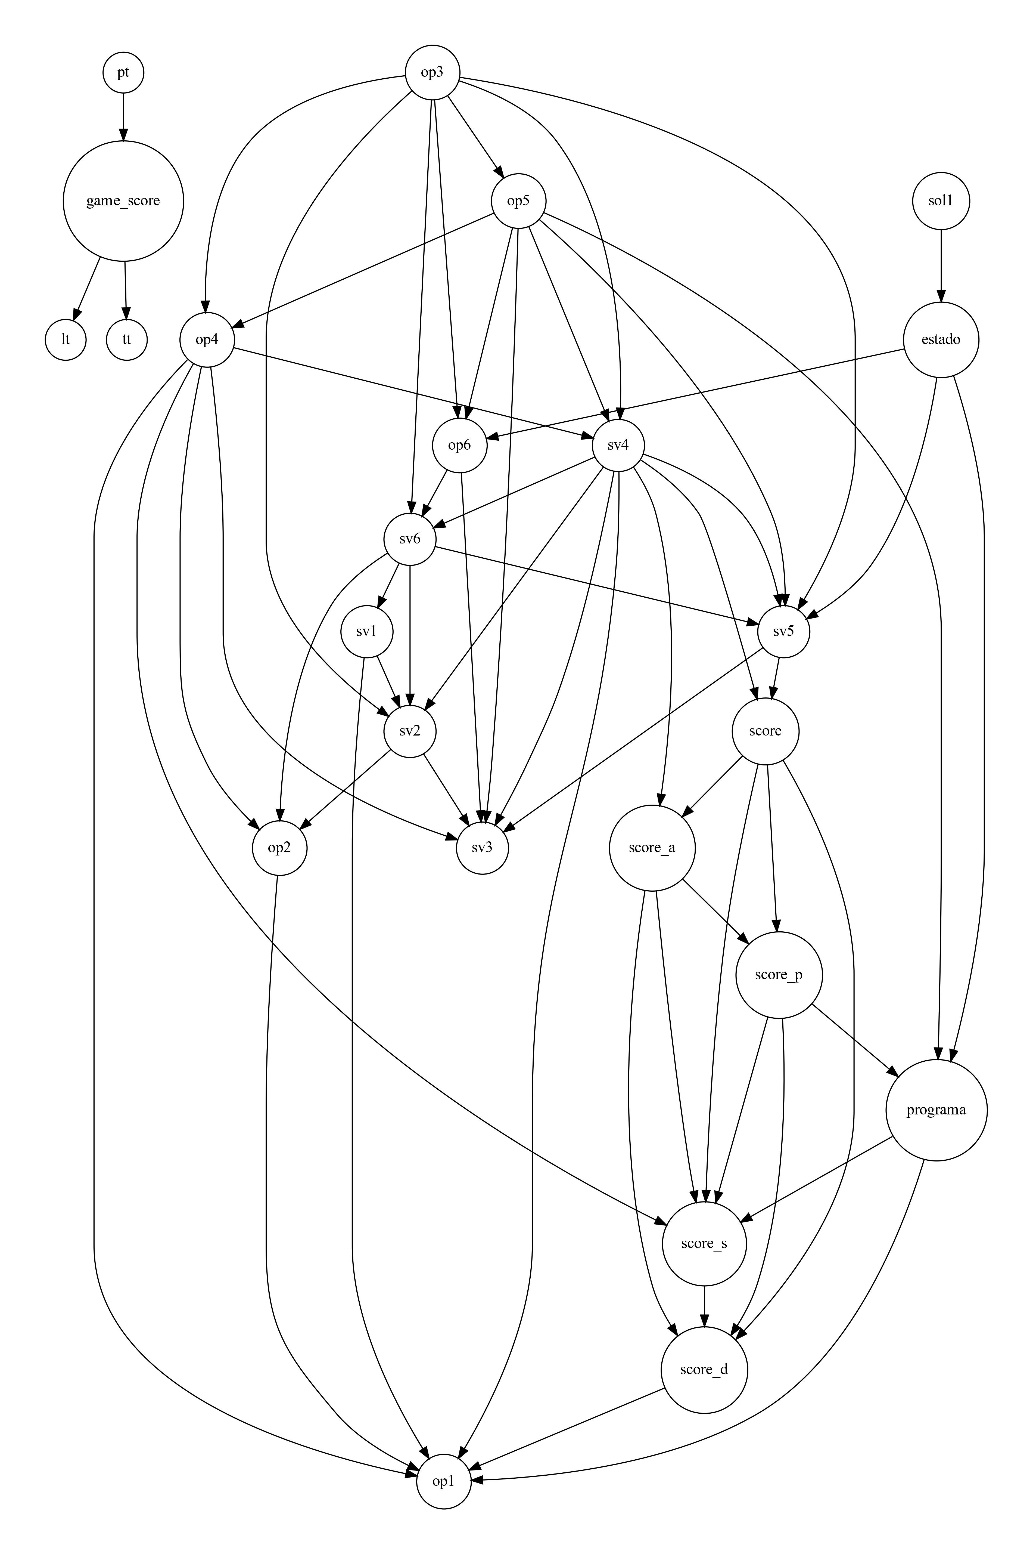 pt
op3
game_score
op5
sol1
lt
tt
op4
estado
op6
sv4
sv6
sv1
sv5
sv2
score
op2
sv3
score_a
score_p
programa
score_s
score_d
op1